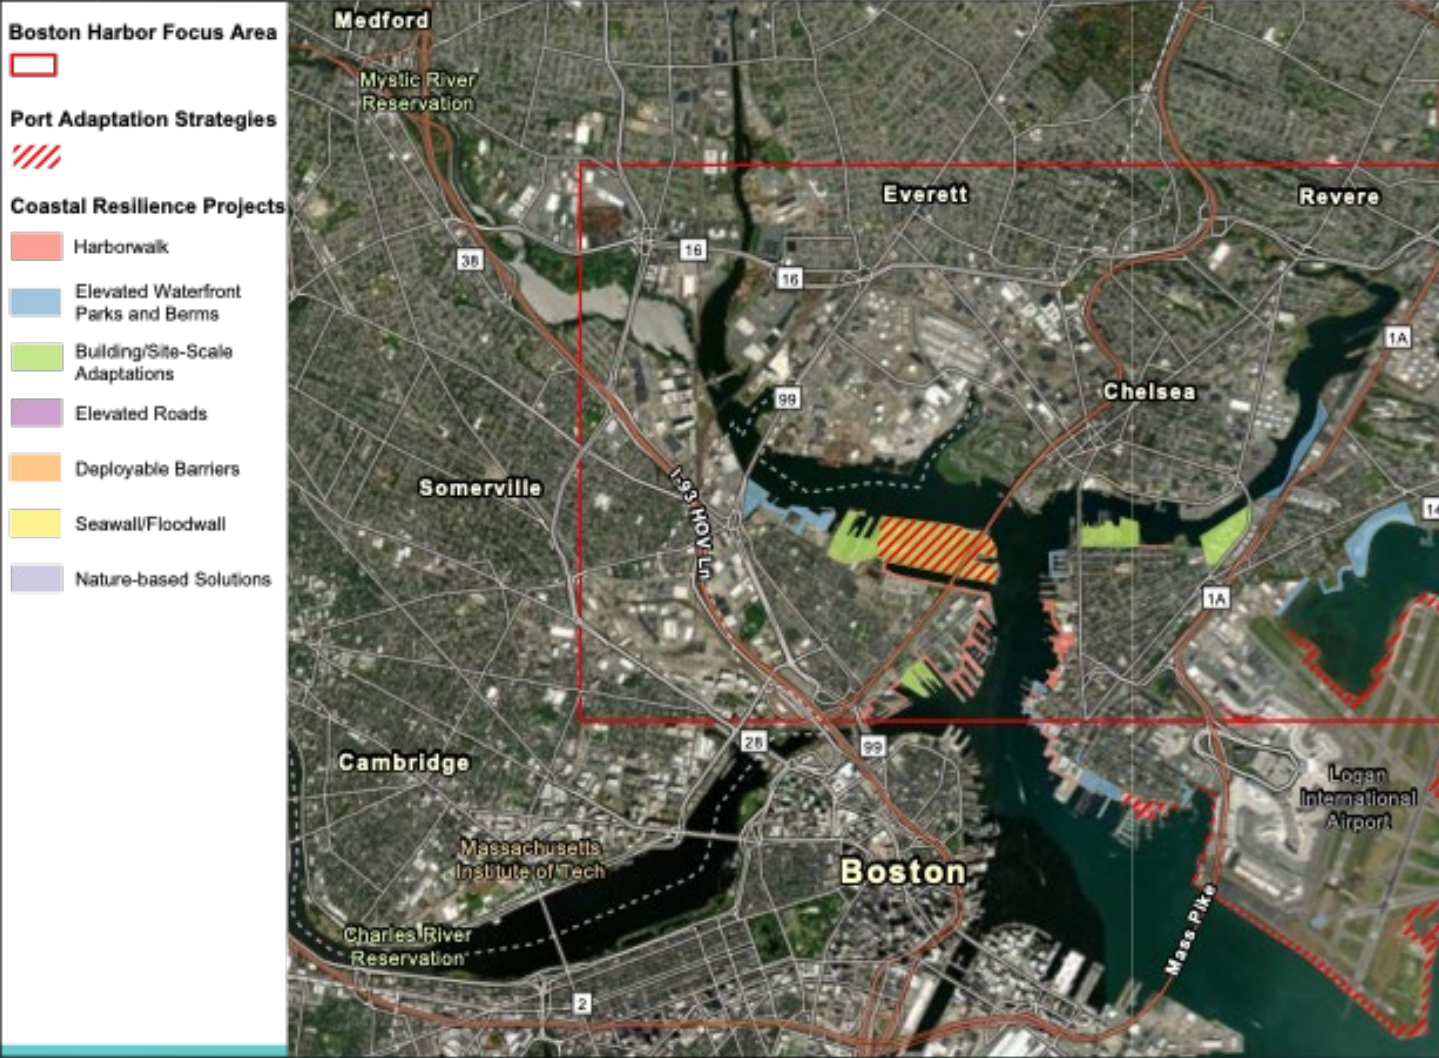 Boston Harbor Focus Area
Port Adaptation Strategies
Coastal Resilience Projects
Harborwalk
Elevated Waterfront
Parks and Berms
Building/Site-Scale
Adaptations
Elevated Roads
Deployable Barriers
Seawall/Floodwall
Nature-based Solutions
Medford
Mystic River
Reservation
Everett
Revere
38
16
16
1A
99
Chelsea
Somerville
I-93 HOV Ln
14
1A
28
99
Cambridge
Logan
International
Airport
Massachusetts
Institute of Tech
Boston
Mass Pike
Charles River
Reservation
2